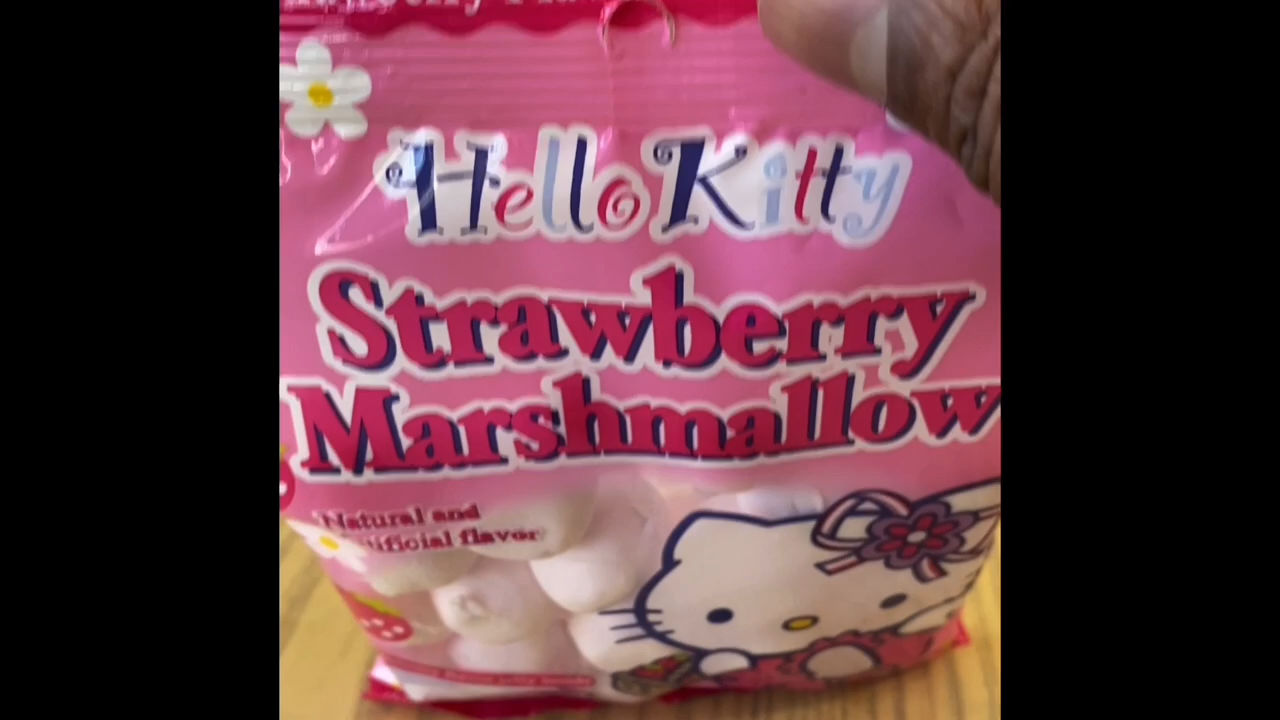 Hello Kitty
Strawberry
Marshmallow
Natural and
flavor